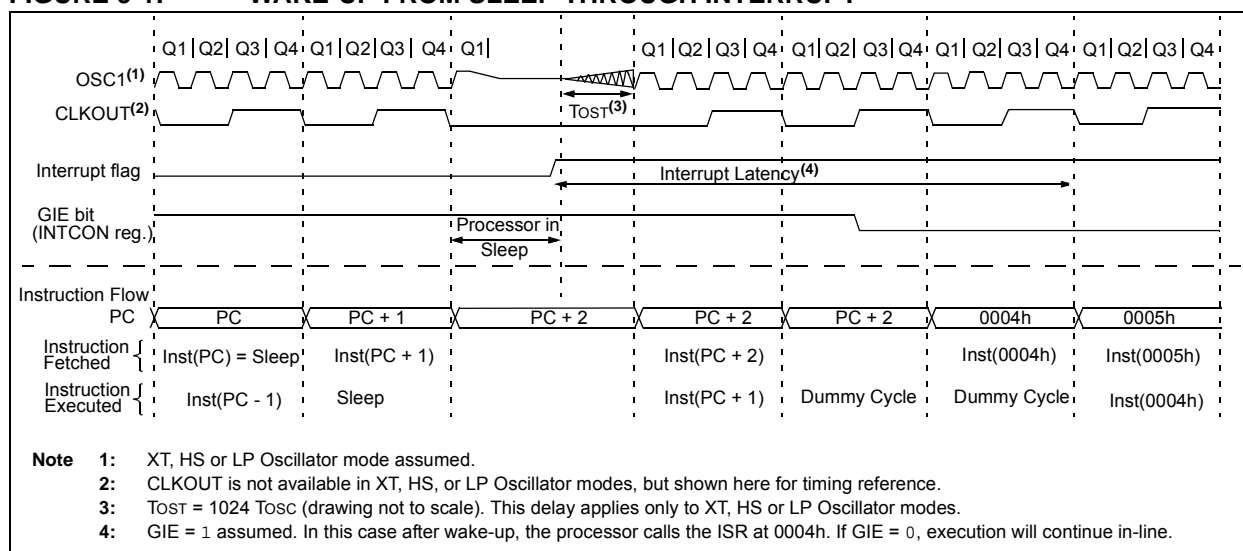 FIGURE 9-1: WAKE-UP FROM SLEEP THROUGH INTERRUPT
Q1 Q2 Q3 Q4 Q1 Q2 Q3 Q4 Q1 Q1 Q2 Q3 Q4 Q1 Q2 Q3 Q4 Q1 Q2 Q3 Q4 Q1 Q2 Q3 Q4
OSC1(1)
CLKOUT(2)
TOST(3)
Interrupt flag
Interrupt Latency(4)
GIE bit
(INTCON reg.)
Processor in
Sleep
Instruction Flow
PC PC PC + 1 PC + 2 PC + 2 PC + 2 0004h 0005h
Instruction
Fetched
Inst(PC) = Sleep Inst(PC + 1) Inst(PC + 2) Inst(0004h) Inst(0005h)
Instruction
Executed
Inst(PC - 1) Sleep Inst(PC + 1) Dummy Cycle Dummy Cycle Inst(0004h)
Note 1: XT, HS or LP Oscillator mode assumed.
2: CLKOUT is not available in XT, HS, or LP Oscillator modes, but shown here for timing reference.
3: TOST = 1024 TOSC (drawing not to scale). This delay applies only to XT, HS or LP Oscillator modes.
4: GIE = 1 assumed. In this case after wake-up, the processor calls the ISR at 0004h. If GIE = 0, execution will continue in-line.